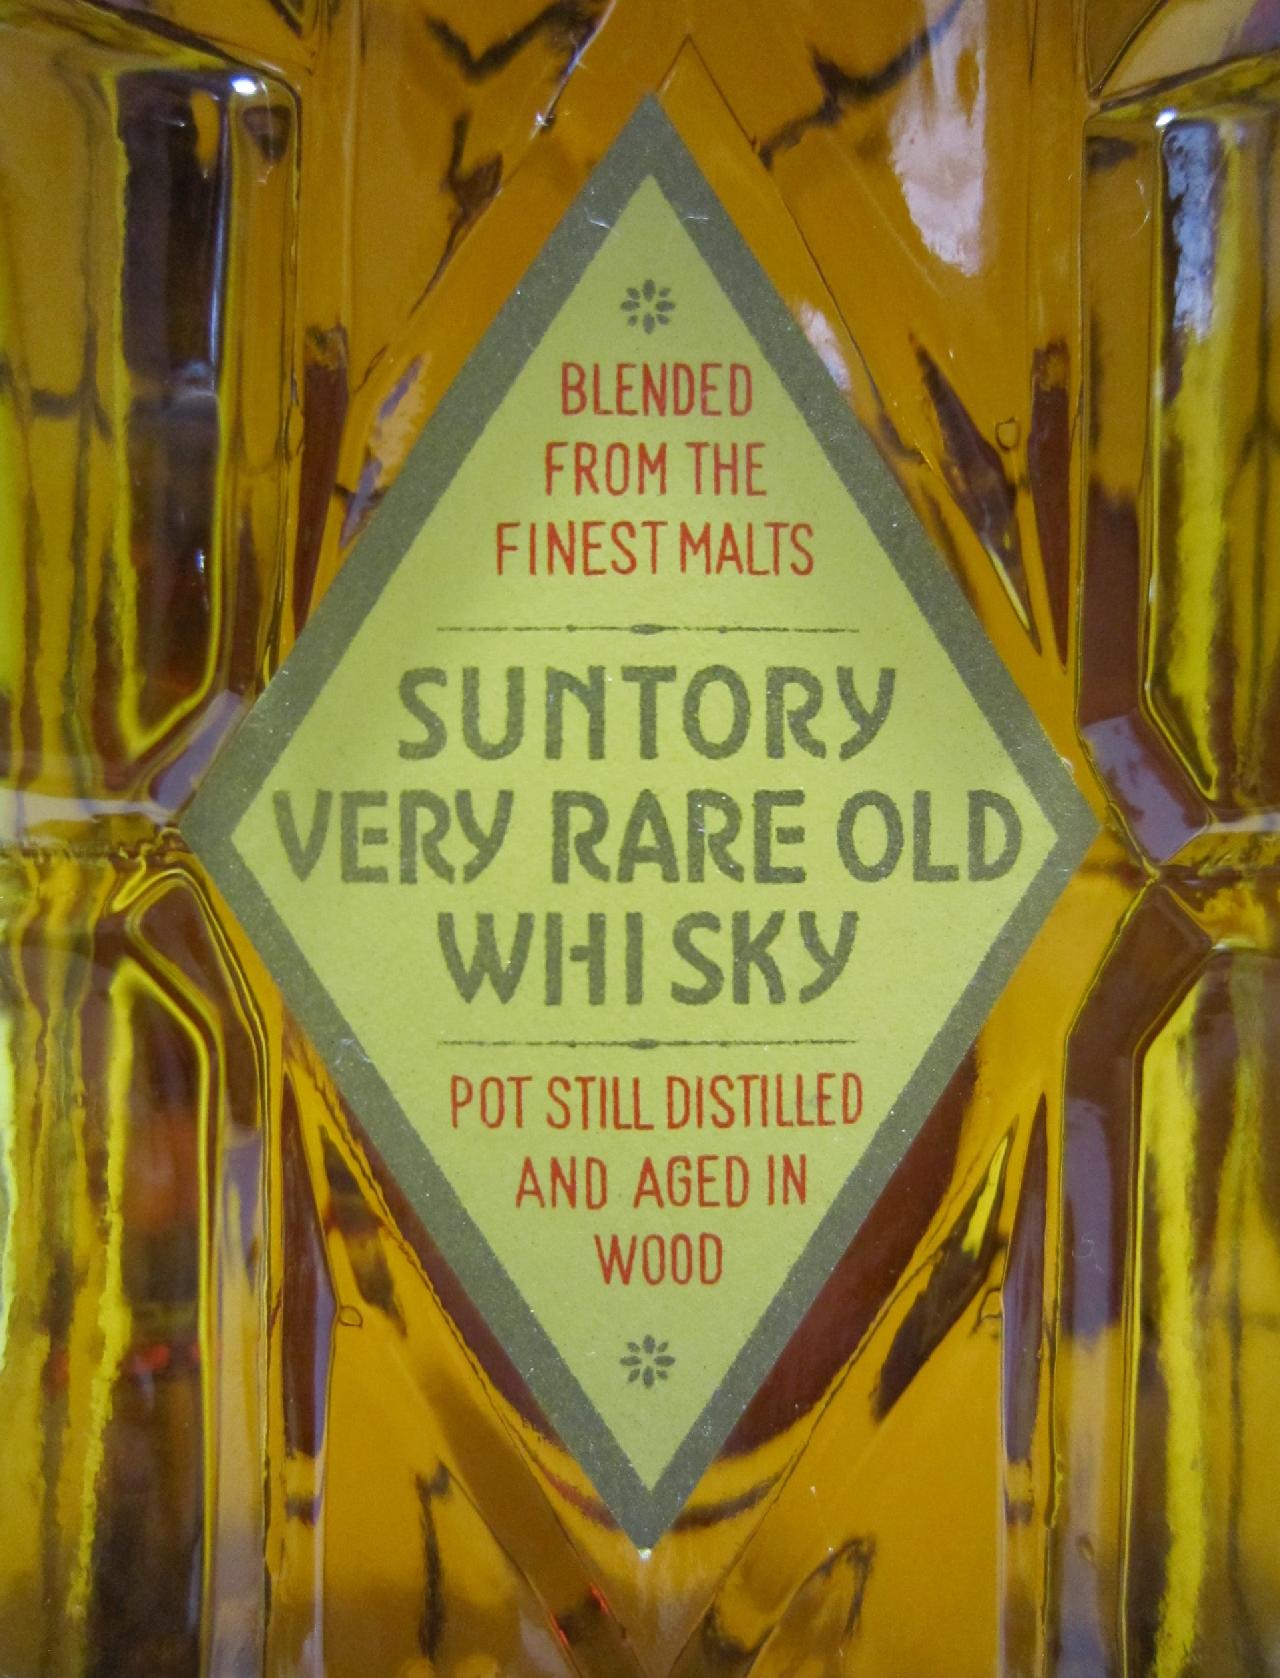 BLENDED
FROM THE
FINEST MALTS
SUNTORY
VERY RARE OLD
WHISKY
POT STILL DISTILLED
AND AGED IN
WOOD